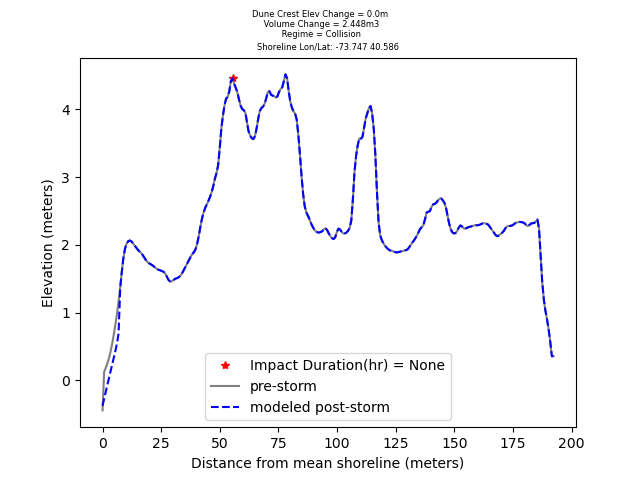 Dune Crest Elev Change = 0.0m
Volume Change = 2.448m3
Regime = Collision
Shoreline Lon/Lat: -73.747 40.586
Elevation (meters)
4
3
2
1
0
Impact Duration(hr) = None
pre-storm
modeled post-storm
0 25 50 75 100 125 150 175 200
Distance from mean shoreline (meters)